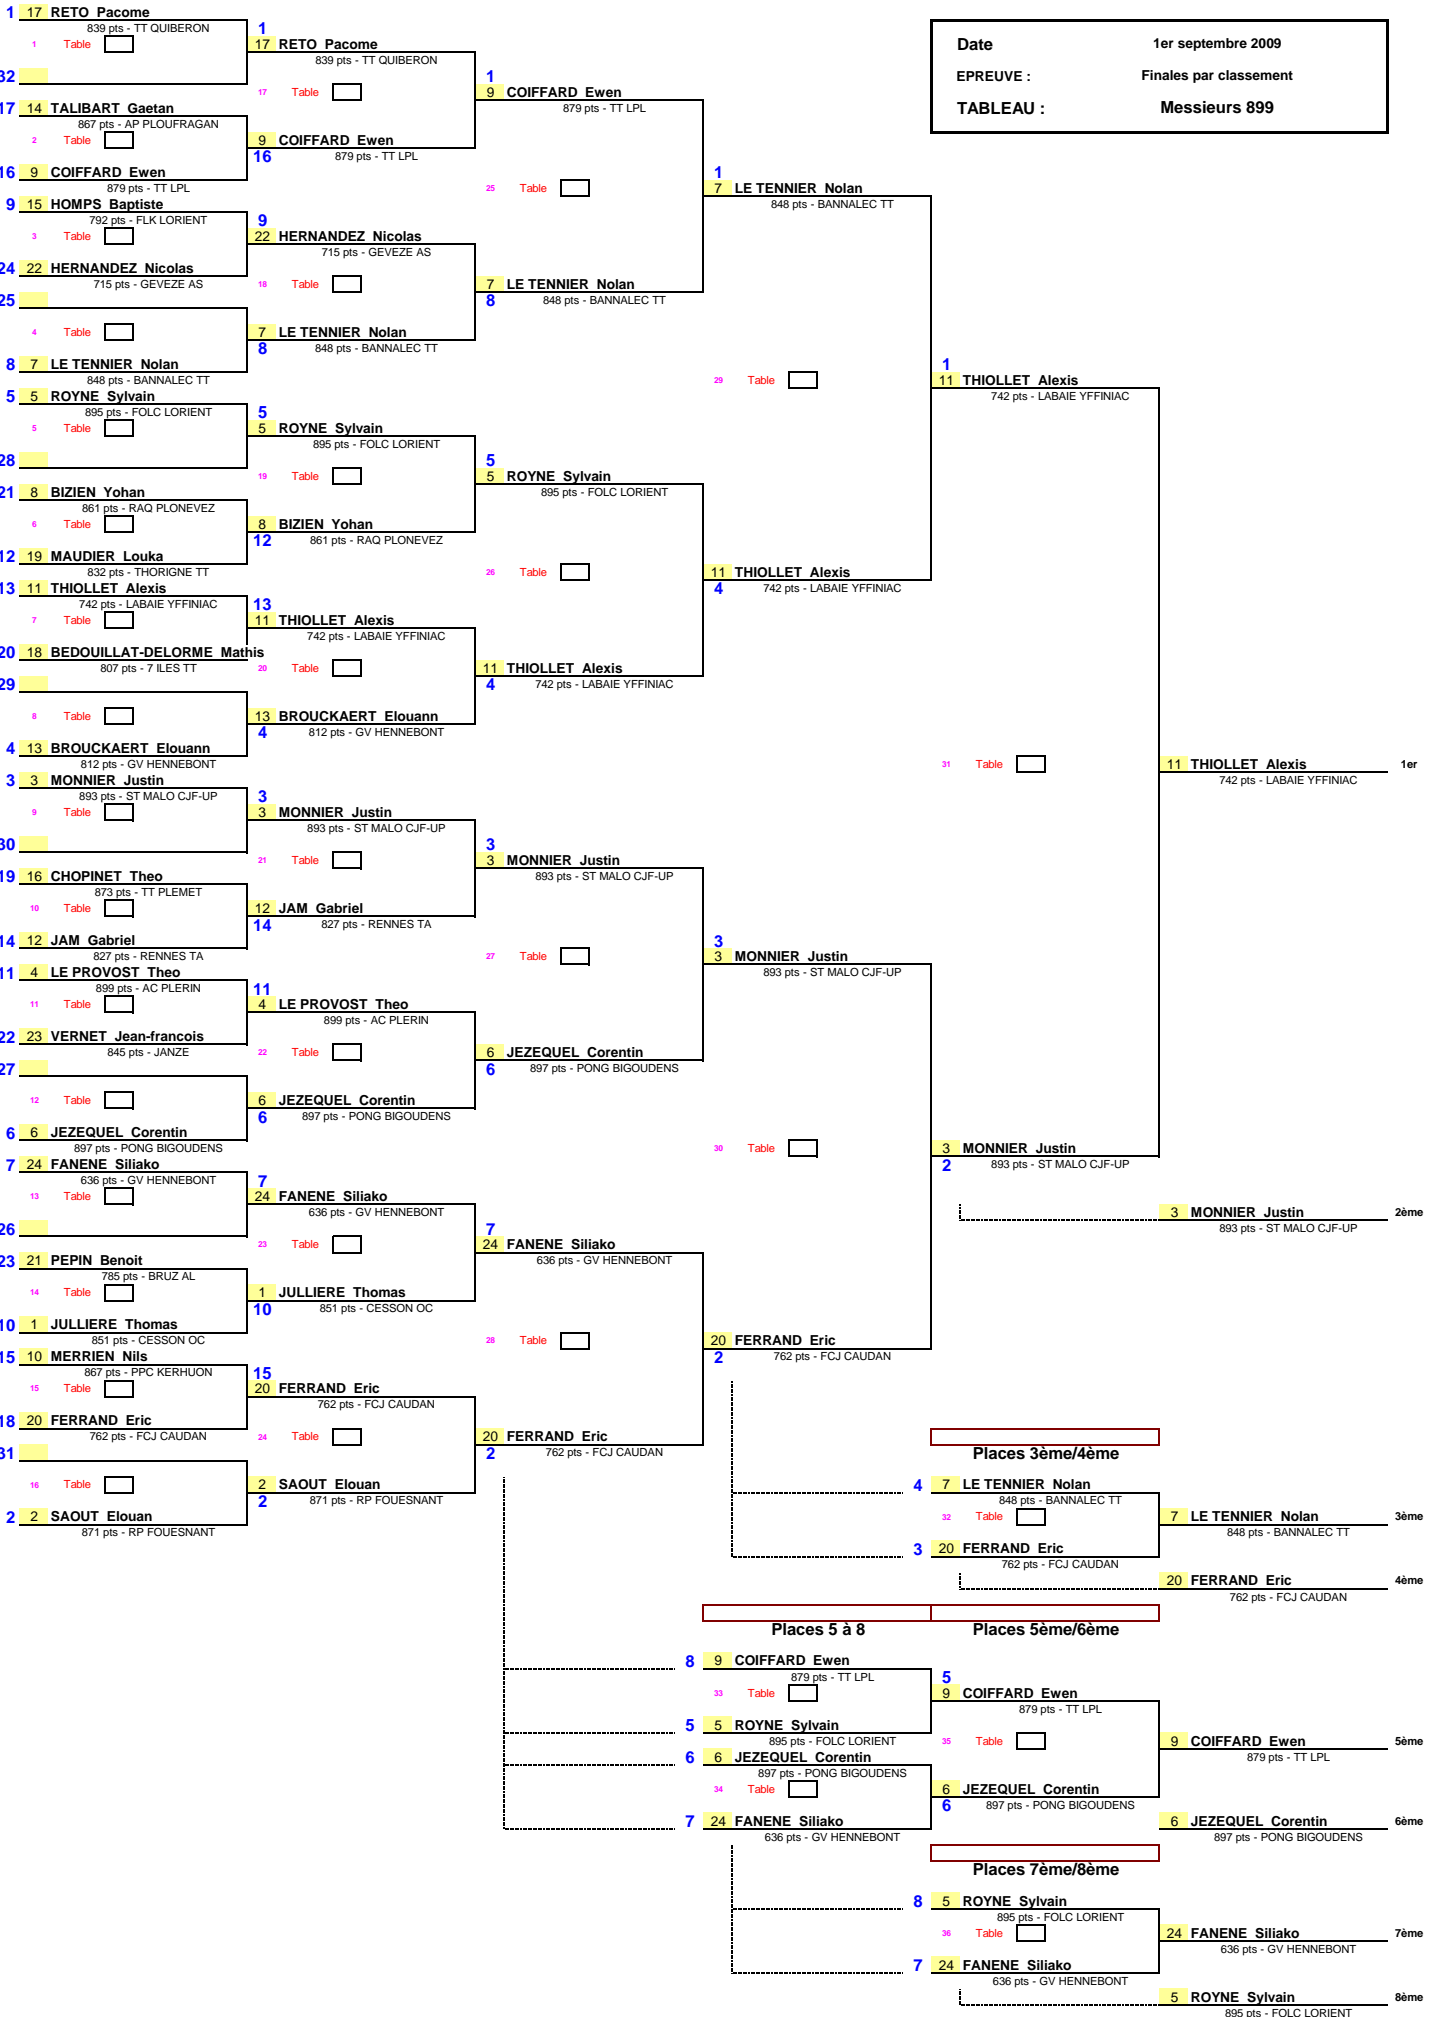 Date 1er septembre 2009
EPREUVE : Finales par classement
TABLEAU : Messieurs 899
1 17 RETO Pacome
839 pts - TT QUIBERON
1 Table
32
17 14 TALIBART Gaetan
867 pts - AP PLOUFRAGAN
2 Table
16 9 COIFFARD Ewen
879 pts - TT LPL
9 15 HOMPS Baptiste
792 pts - FLK LORIENT
3 Table
24 22 HERNANDEZ Nicolas
715 pts - GEVEZE AS
25
4 Table
8 7 LE TENNIER Nolan
848 pts - BANNALEC TT
5 5 ROYNE Sylvain
895 pts - FOLC LORIENT
5 Table
28
21 8 BIZIEN Yohan
861 pts - RAQ PLONEVEZ
6 Table
12 19 MAUDIER Louka
832 pts - THORIGNE TT
13 11 THIOLLET Alexis
742 pts - LABAIE YFFINIAC
7 Table
20 18 BEDOUILLAT-DELORME Mathis
807 pts - 7 ILES TT
29
8 Table
4 13 BROUCKAERT Elouann
812 pts - GV HENNEBONT
3 3 MONNIER Justin
893 pts - ST MALO CJF-UP
9 Table
30
19 16 CHOPINET Theo
873 pts - TT PLEMET
10 Table
14 12 JAM Gabriel
827 pts - RENNES TA
11 4 LE PROVOST Theo
899 pts - AC PLERIN
11 Table
22 23 VERNET Jean-francois
845 pts - JANZE
27
12 Table
6 6 JEZEQUEL Corentin
897 pts - PONG BIGOUDENS
7 24 FANENE Siliako
636 pts - GV HENNEBONT
13 Table
26
23 21 PEPIN Benoit
785 pts - BRUZ AL
14 Table
10 1 JULLIERE Thomas
851 pts - CESSON OC
15 10 MERRIEN Nils
867 pts - PPC KERHUON
15 Table
18 20 FERRAND Eric
762 pts - FCJ CAUDAN
31
16 Table
2 2 SAOUT Elouan
871 pts - RP FOUESNANT
1
17 RETO Pacome
839 pts - TT QUIBERON
17 Table
9 COIFFARD Ewen
16 879 pts - TT LPL
9
22 HERNANDEZ Nicolas
715 pts - GEVEZE AS
18 Table
7 LE TENNIER Nolan
8 848 pts - BANNALEC TT
5
5 ROYNE Sylvain
895 pts - FOLC LORIENT
19 Table
8 BIZIEN Yohan
12 861 pts - RAQ PLONEVEZ
13
11 THIOLLET Alexis
742 pts - LABAIE YFFINIAC
20 Table
13 BROUCKAERT Elouann
4 812 pts - GV HENNEBONT
3
3 MONNIER Justin
893 pts - ST MALO CJF-UP
21 Table
12 JAM Gabriel
14 827 pts - RENNES TA
11
4 LE PROVOST Theo
899 pts - AC PLERIN
22 Table
6 JEZEQUEL Corentin
6 897 pts - PONG BIGOUDENS
7
24 FANENE Siliako
636 pts - GV HENNEBONT
23 Table
1 JULLIERE Thomas
10 851 pts - CESSON OC
15
20 FERRAND Eric
762 pts - FCJ CAUDAN
24 Table
2 SAOUT Elouan
2 871 pts - RP FOUESNANT
1
9 COIFFARD Ewen
879 pts - TT LPL
25 Table
7 LE TENNIER Nolan
8 848 pts - BANNALEC TT
5
5 ROYNE Sylvain
895 pts - FOLC LORIENT
26 Table
11 THIOLLET Alexis
4 742 pts - LABAIE YFFINIAC
3
3 MONNIER Justin
893 pts - ST MALO CJF-UP
27 Table
6 JEZEQUEL Corentin
6 897 pts - PONG BIGOUDENS
7
24 FANENE Siliako
636 pts - GV HENNEBONT
28 Table
20 FERRAND Eric
2 762 pts - FCJ CAUDAN
1
7 LE TENNIER Nolan
848 pts - BANNALEC TT
29 Table
11 THIOLLET Alexis
4 742 pts - LABAIE YFFINIAC
3
3 MONNIER Justin
893 pts - ST MALO CJF-UP
30 Table
20 FERRAND Eric
2 762 pts - FCJ CAUDAN
1
11 THIOLLET Alexis
742 pts - LABAIE YFFINIAC
31 Table
3 MONNIER Justin
2 893 pts - ST MALO CJF-UP
11 THIOLLET Alexis 1er
742 pts - LABAIE YFFINIAC
3 MONNIER Justin 2ème
893 pts - ST MALO CJF-UP
Places 3ème/4ème
4 7 LE TENNIER Nolan
848 pts - BANNALEC TT
32 Table
3 20 FERRAND Eric
762 pts - FCJ CAUDAN
7 LE TENNIER Nolan 3ème
848 pts - BANNALEC TT
20 FERRAND Eric 4ème
762 pts - FCJ CAUDAN
Places 5 à 8
Places 5ème/6ème
8 9 COIFFARD Ewen
879 pts - TT LPL
33 Table
5 5 ROYNE Sylvain
895 pts - FOLC LORIENT
6 6 JEZEQUEL Corentin
897 pts - PONG BIGOUDENS
34 Table
7 24 FANENE Siliako
636 pts - GV HENNEBONT
5
9 COIFFARD Ewen
879 pts - TT LPL
35 Table
6 JEZEQUEL Corentin
6 897 pts - PONG BIGOUDENS
9 COIFFARD Ewen 5ème
879 pts - TT LPL
6 JEZEQUEL Corentin 6ème
897 pts - PONG BIGOUDENS
Places 7ème/8ème
8 5 ROYNE Sylvain
895 pts - FOLC LORIENT
36 Table
7 24 FANENE Siliako
636 pts - GV HENNEBONT
24 FANENE Siliako 7ème
636 pts - GV HENNEBONT
5 ROYNE Sylvain 8ème
895 pts - FOLC LORIENT